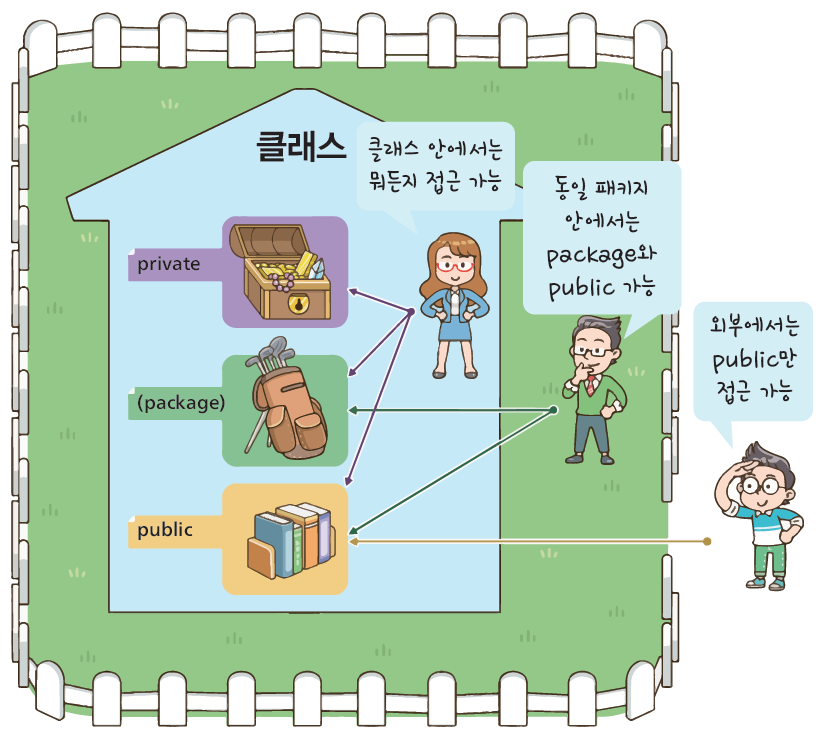 클래스
클래스 안에서는
뭐든지 접근 가능
동일 패키지
안에서는
package와
public 가능
private
외부에서는
public만
접근 가능
(package)
public